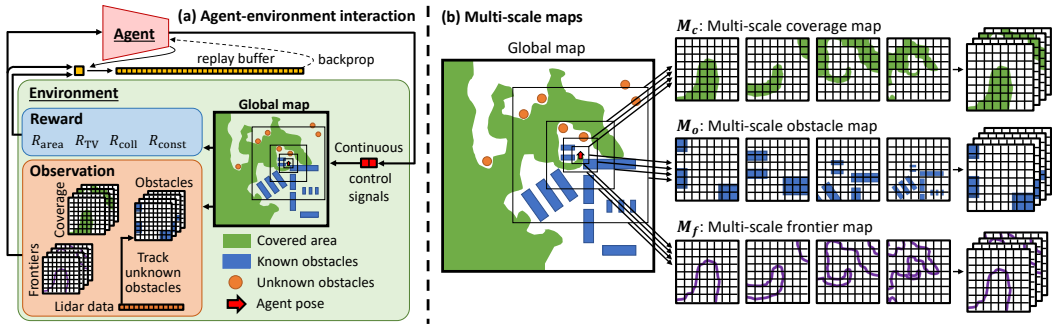 (a) Agent-environment interaction
Agent
replay buffer
backprop
Environment
Reward
R_area R_TV R_coll R_const
Global map
Continuous
control
signals
Observation
Coverage
Obstacles
Frontiers
Track
unknown
obstacles
Lidar data
Covered area
Known obstacles
Unknown obstacles
Agent pose
(b) Multi-scale maps
Global map
M_c: Multi-scale coverage map
M_o: Multi-scale obstacle map
M_f: Multi-scale frontier map